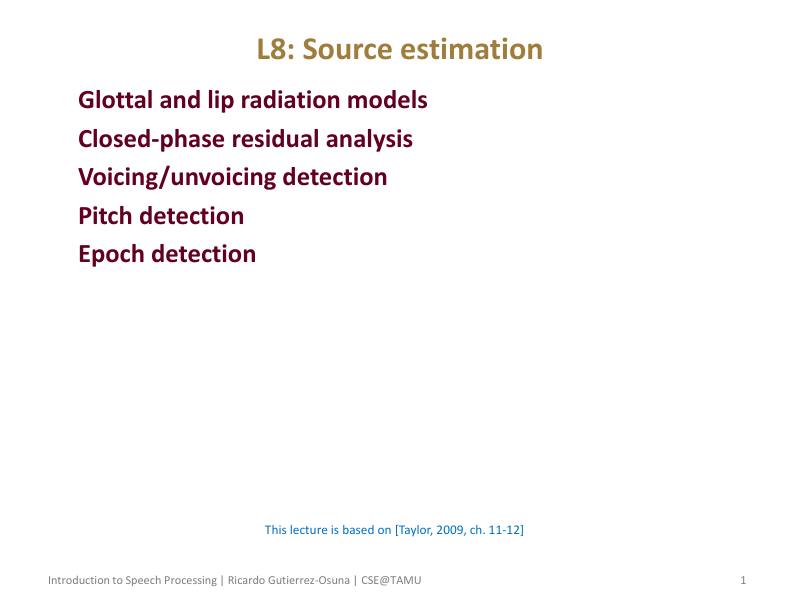 L8: Source estimation
Glottal and lip radiation models
Closed-phase residual analysis
Voicing/unvoicing detection
Pitch detection
Epoch detection
This lecture is based on [Taylor, 2009, ch. 11-12]
Introduction to Speech Processing | Ricardo Gutierrez-Osuna | CSE@TAMU 1